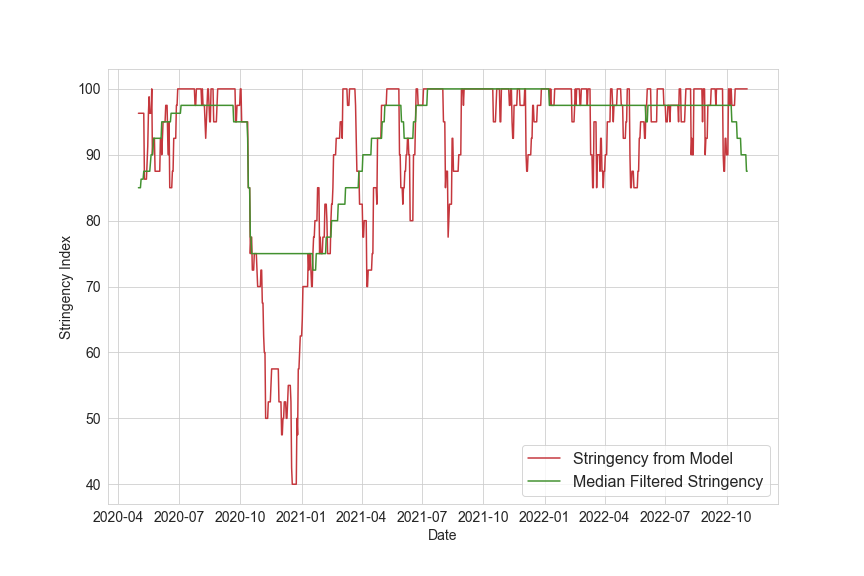 100
90
80
70
60
50
40
Stringency Index
2020-04 2020-07 2020-10 2021-01 2021-04 2021-07 2021-10 2022-01 2022-04 2022-07 2022-10
Date
Stringency from Model
Median Filtered Stringency